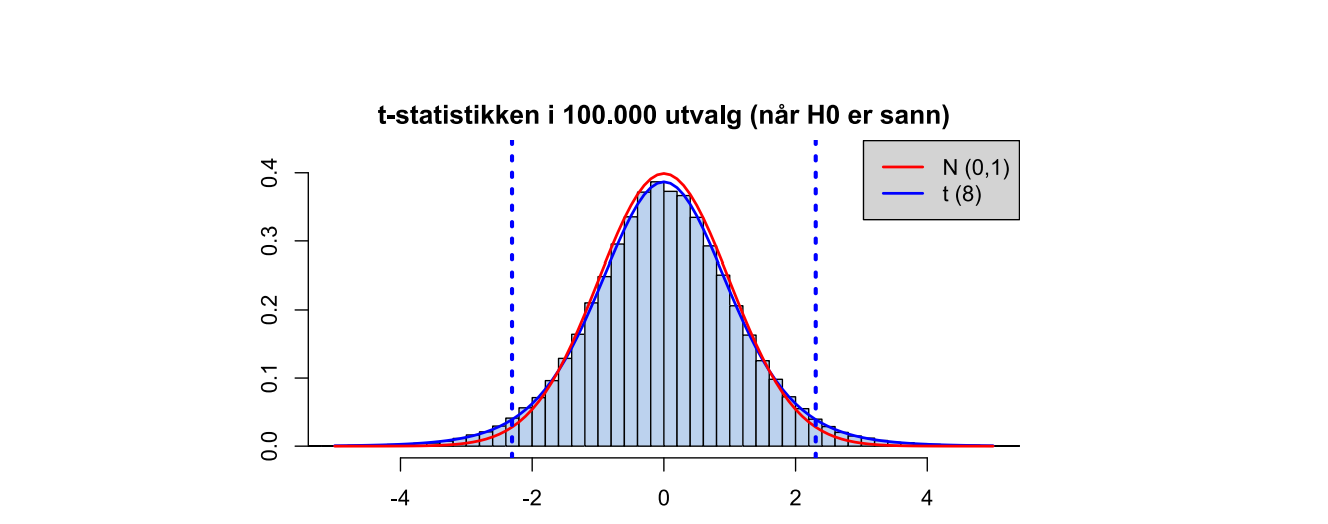 t-statistikken i 100.000 utvalg (når H0 er sann)
N (0,1)
t (8)
0.4
0.3
0.2
0.1
0.0
-4 -2 0 2 4